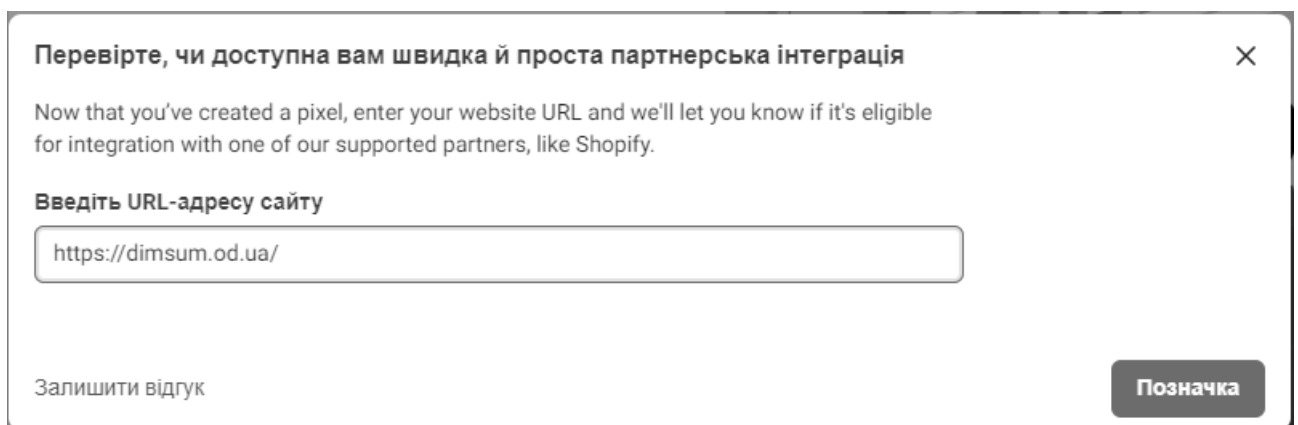 Перевірте, чи доступна вам швидка й проста партнерська інтеграція
Now that you've created a pixel, enter your website URL and we'll let you know if it's eligible
for integration with one of our supported partners, like Shopify.
Введіть URL-адресу сайту
https://dimsum.od.ua/
Залишити відгук
Позначка